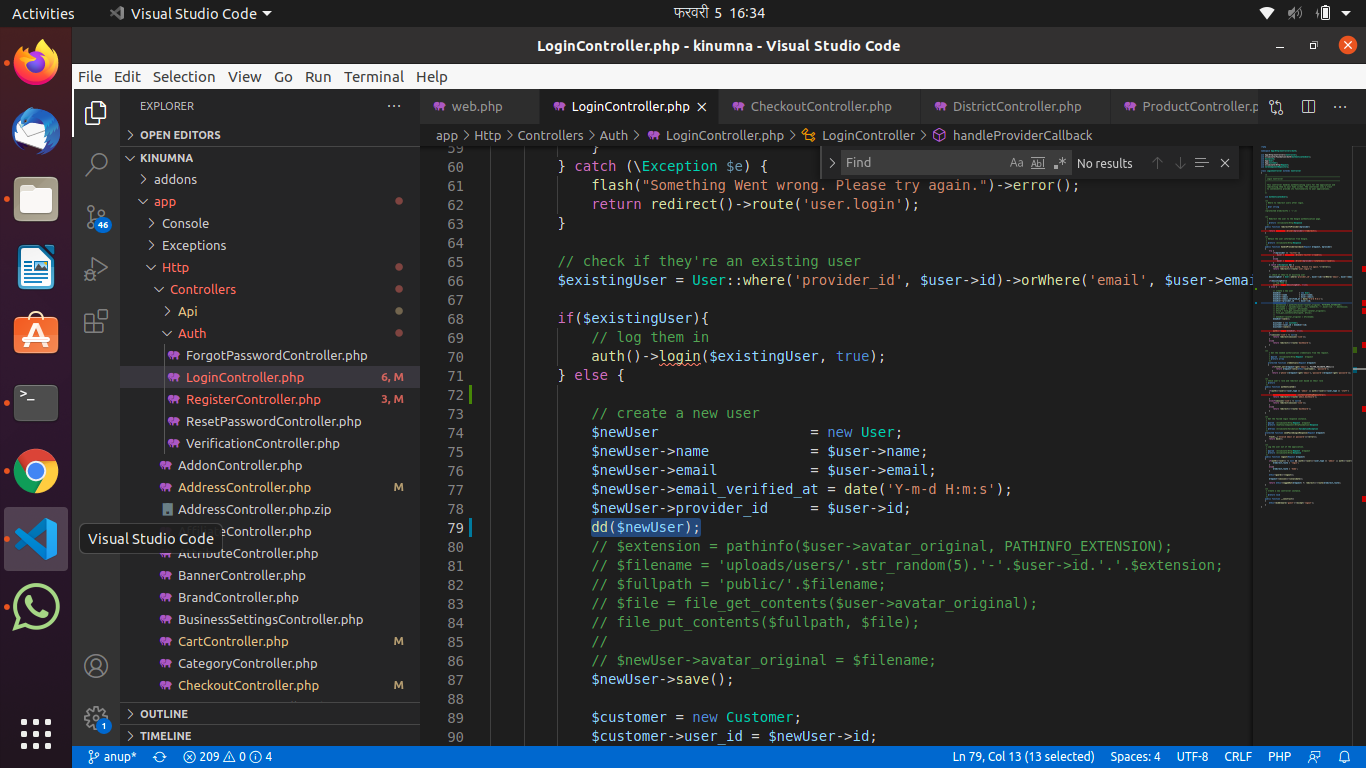 Activities
Visual Studio Code
फरवरी 5 16:34
LoginController.php - kinumna - Visual Studio Code
File Edit Selection View Go Run Terminal Help
EXPLORER
OPEN EDITORS
KINUMNA
addons
app
Console
Exceptions
Http
Controllers
Api
Auth
ForgotPasswordController.php
LoginController.php 6, M
RegisterController.php 3, M
ResetPasswordController.php
VerificationController.php
AddonController.php
AddressController.php M
AddressController.php.zip
AttributeController.php
BannerController.php
BrandController.php
BusinessSettingsController.php
CartController.php M
CategoryController.php
CheckoutController.php M
OUTLINE
TIMELINE
46
1
Visual Studio Code
web.php LoginController.php CheckoutController.php DistrictController.php ProductController.p
app > Http > Controllers > Auth > LoginController.php > LoginController > handleProviderCallback
Find Aa Abl .* No results
59 }
60 } catch (\Exception $e) {
61 flash("Something Went wrong. Please try again.")->error();
62 return redirect()->route('user.login');
63 }
64
65 // check if they're an existing user
66 $existingUser = User::where('provider_id', $user->id)->orWhere('email', $user->emai
67
68 if($existingUser){
69 // log them in
70 auth()->login($existingUser, true);
71 } else {
72
73 // create a new user
74 $newUser = new User;
75 $newUser->name = $user->name;
76 $newUser->email = $user->email;
77 $newUser->email_verified_at = date('Y-m-d H:m:s');
78 $newUser->provider_id = $user->id;
79 dd($newUser);
80 // $extension = pathinfo($user->avatar_original, PATHINFO_EXTENSION);
81 // $filename = 'uploads/users/'.str_random(5).'-'.$user->id.'.'.$extension;
82 // $fullpath = 'public/'.$filename;
83 // $file = file_get_contents($user->avatar_original);
84 // file_put_contents($fullpath, $file);
85 //
86 // $newUser->avatar_original = $filename;
87 $newUser->save();
88
89 $customer = new Customer;
90 $customer->user_id = $newUser->id;
anup* 209 0 4 Ln 79, Col 13 (13 selected) Spaces: 4 UTF-8 CRLF PHP